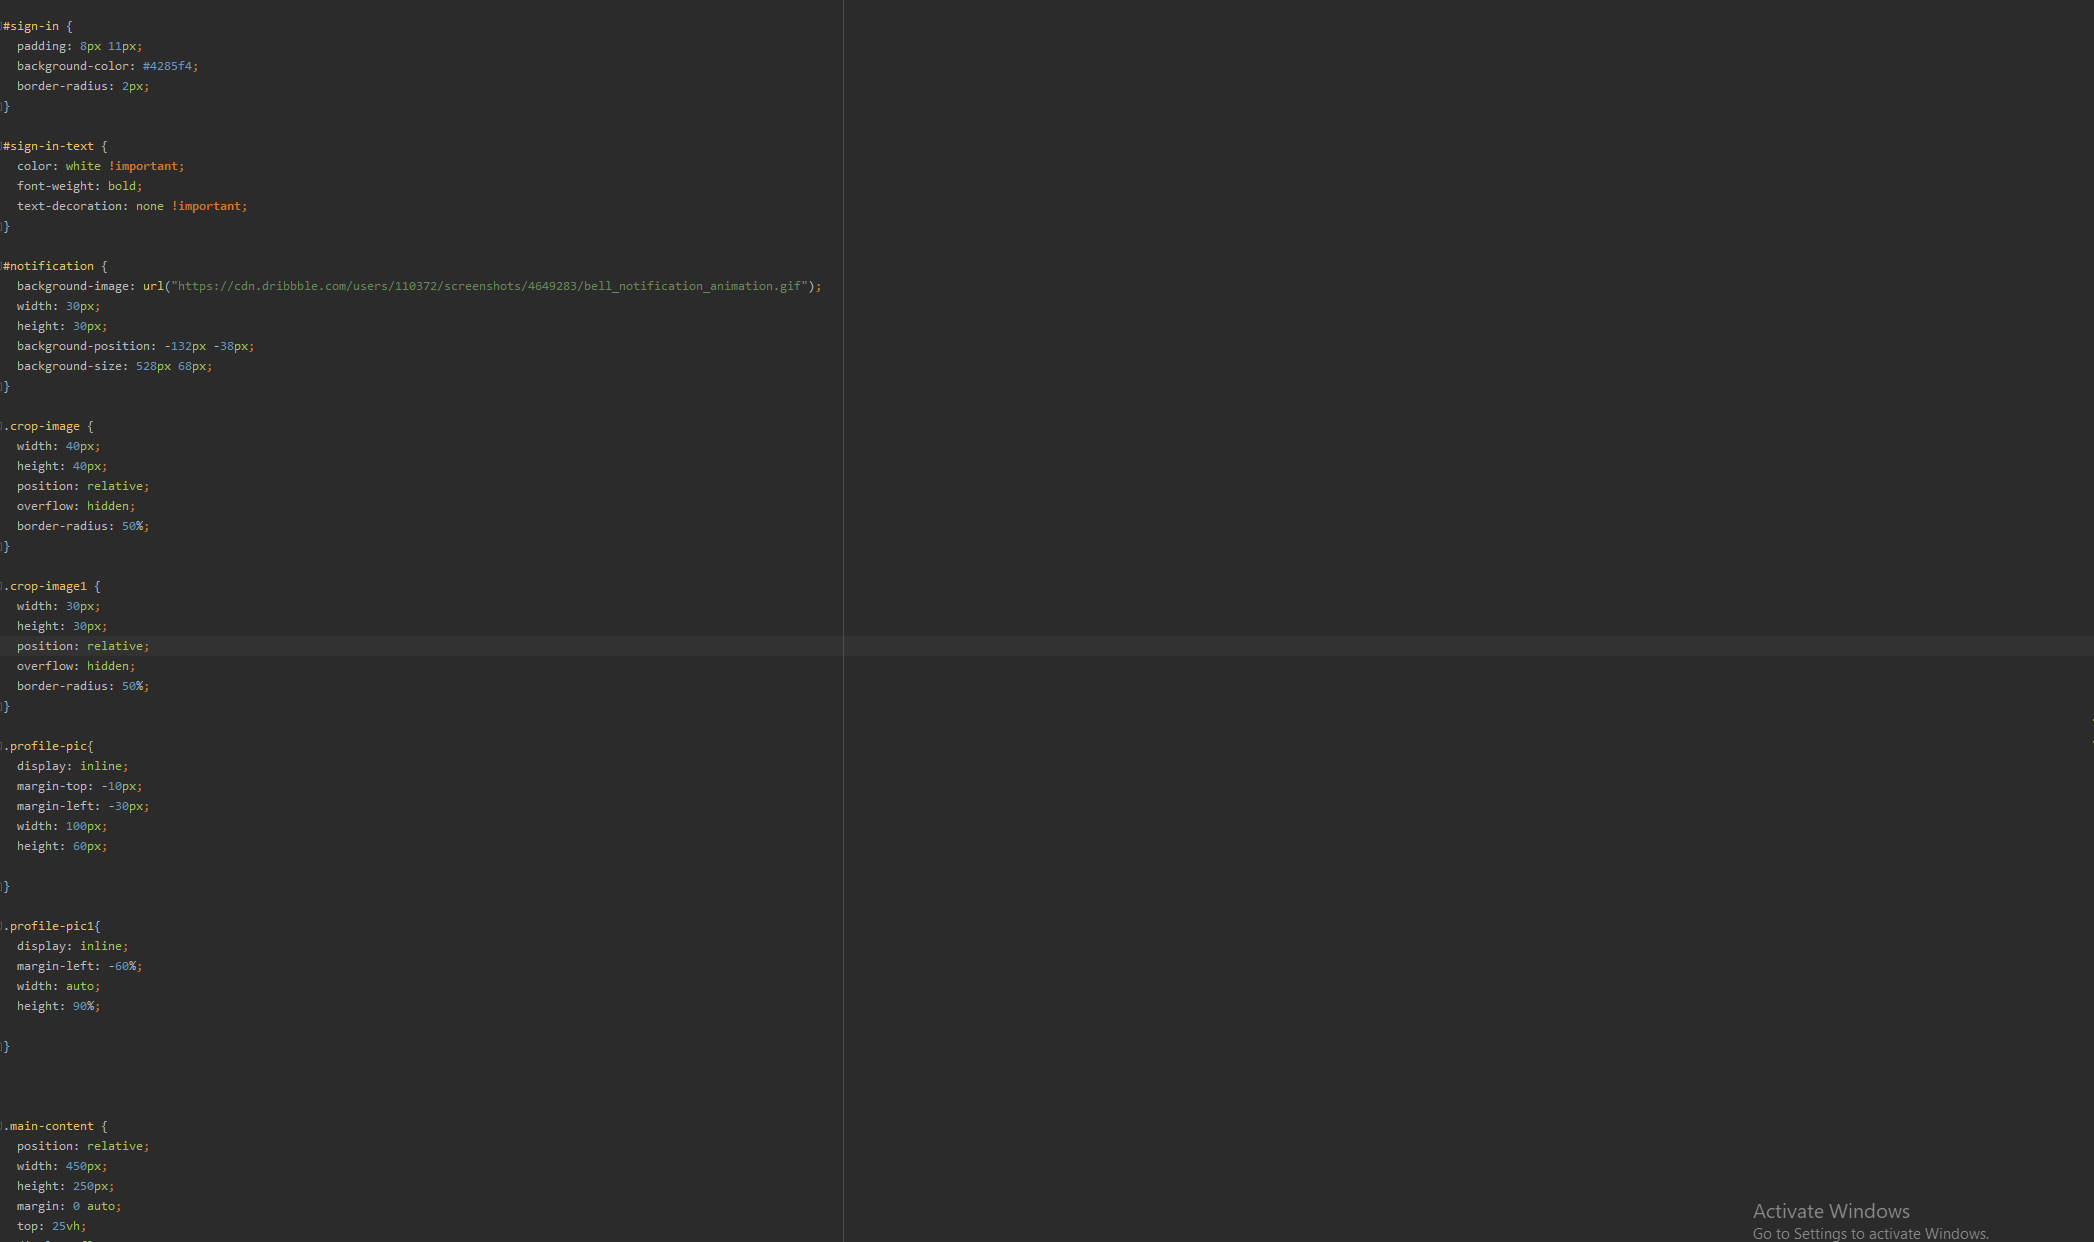 #sign-in {
padding: 8px 11px;
background-color: #4285f4;
border-radius: 2px;
}
#sign-in-text {
color: white !important;
font-weight: bold;
text-decoration: none !important;
}
#notification {
background-image: url("https://cdn.dribbble.com/users/110372/screenshots/4649283/bell_notification_animation.gif");
width: 30px;
height: 30px;
background-position: -132px -38px;
background-size: 528px 68px;
}
.crop-image {
width: 40px;
height: 40px;
position: relative;
overflow: hidden;
border-radius: 50%;
}
.crop-image1 {
width: 30px;
height: 30px;
position: relative;
overflow: hidden;
border-radius: 50%;
}
.profile-pic{
display: inline;
margin-top: -10px;
margin-left: -30px;
width: 100px;
height: 60px;
}
.profile-pic1{
display: inline;
margin-left: -60%;
width: auto;
height: 90%;
}
.main-content {
position: relative;
width: 450px;
height: 250px;
margin: 0 auto;
top: 25vh;
Activate Windows
Go to Settings to activate Windows.